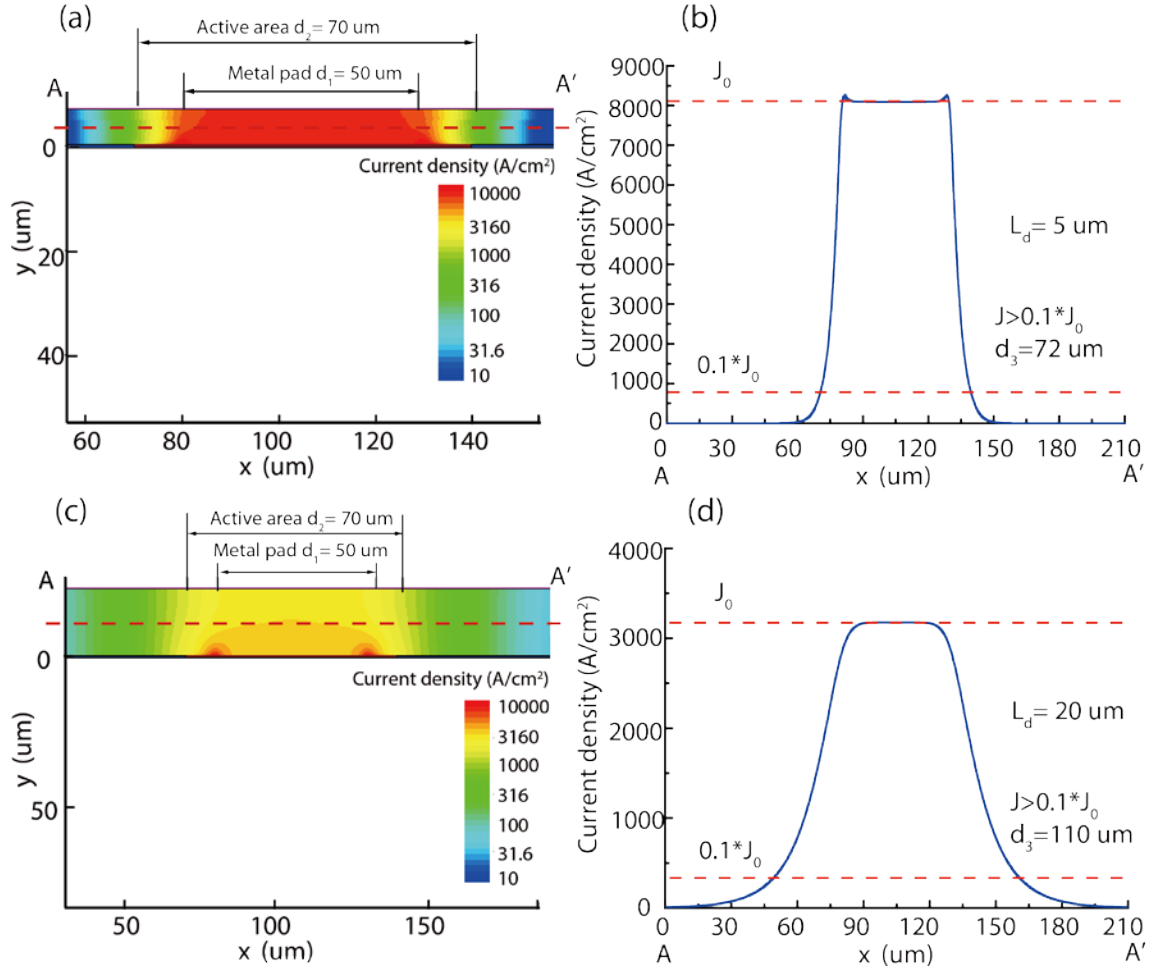 (a)
Active area d₂= 70 um
Metal pad d₁= 50 um
A
A'
0
20
40
y (um)
Current density (A/cm²)
10000
3160
1000
316
100
31.6
10
60
80
100
120
140
x (um)
(b)
9000
8000
7000
6000
5000
4000
3000
2000
1000
0
Current density (A/cm²)
J₀
L_d= 5 um
J>0.1*J₀
d₃=72 um
0.1*J₀
0
30
60
90
120
150
180
210
A
x (um)
A'
(c)
Active area d₂= 70 um
Metal pad d₁= 50 um
A
A'
0
50
y (um)
Current density (A/cm²)
10000
3160
1000
316
100
31.6
10
50
100
150
x (um)
(d)
4000
3000
2000
1000
0
Current density (A/cm²)
J₀
L_d= 20 um
J>0.1*J₀
d₃=110 um
0.1*J₀
0
30
60
90
120
150
180
210
A
x (um)
A'